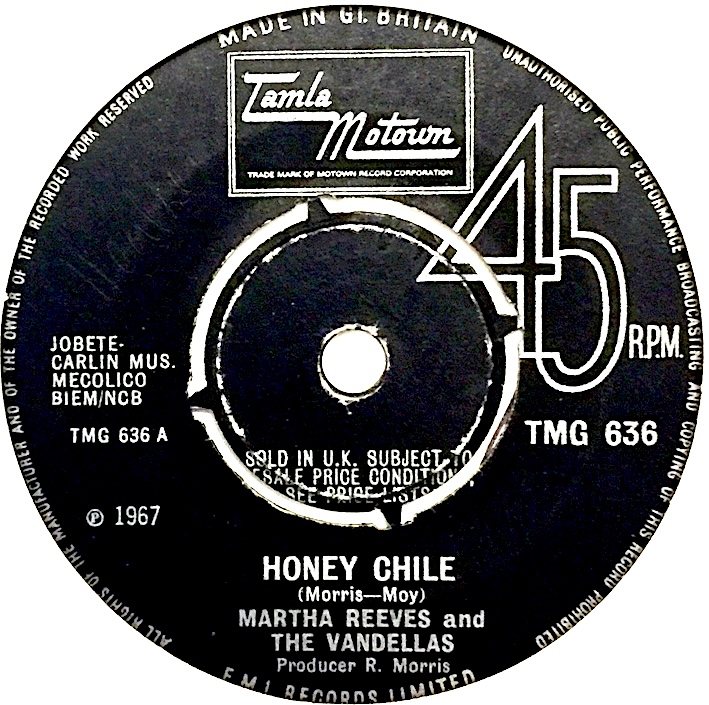 MADE IN GT. BRITAIN
UNAUTHORISED PUBLIC PERFORMANCE BROADCASTING AND COPYING OF THIS RECORD PROHIBITED
ALL RIGHTS OF THE MANUFACTURER AND OF THE OWNER OF THE RECORDED WORK RESERVED
Tamla
Motown
TRADE MARK OF MOTOWN RECORD CORPORATION
45
R.P.M.
JOBETE-
CARLIN MUS.
MECOLICO
BIEM/NCB
TMG 636 A
TMG 636
SOLD IN U.K. SUBJECT TO
RESALE PRICE CONDITIONS,
SEE PRICE LISTS
℗ 1967
HONEY CHILE
(Morris—Moy)
MARTHA REEVES and
THE VANDELLAS
Producer R. Morris
E.M.I. RECORDS LIMITED